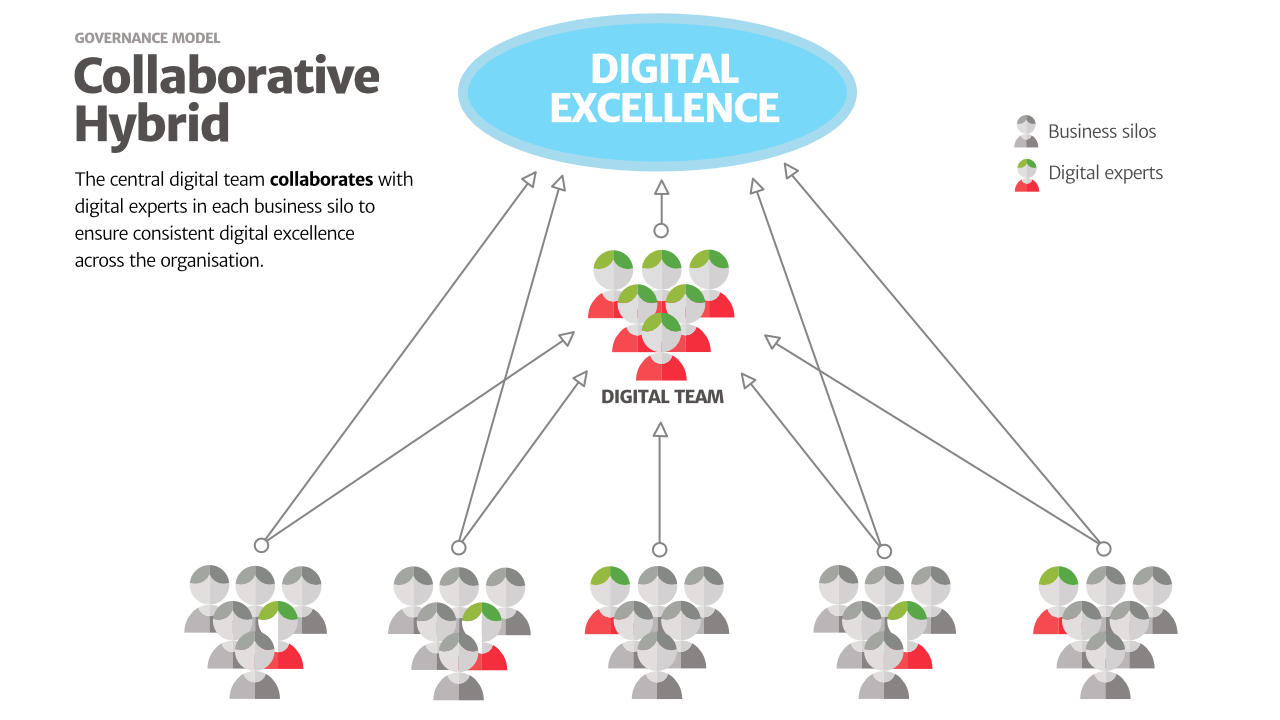 GOVERNANCE MODEL
Collaborative
Hybrid
The central digital team collaborates with
digital experts in each business silo to
ensure consistent digital excellence
across the organisation.
DIGITAL
EXCELLENCE
Business silos
Digital experts
DIGITAL TEAM